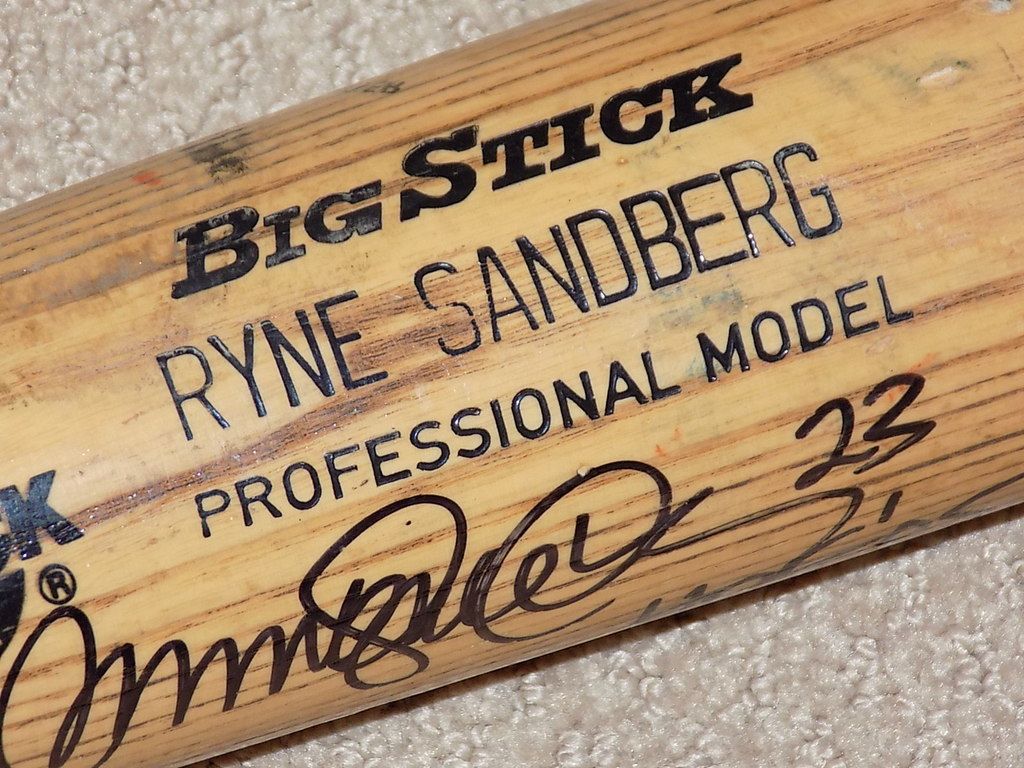 BIG STICK
RYNE SANDBERG
PROFESSIONAL MODEL
23
®